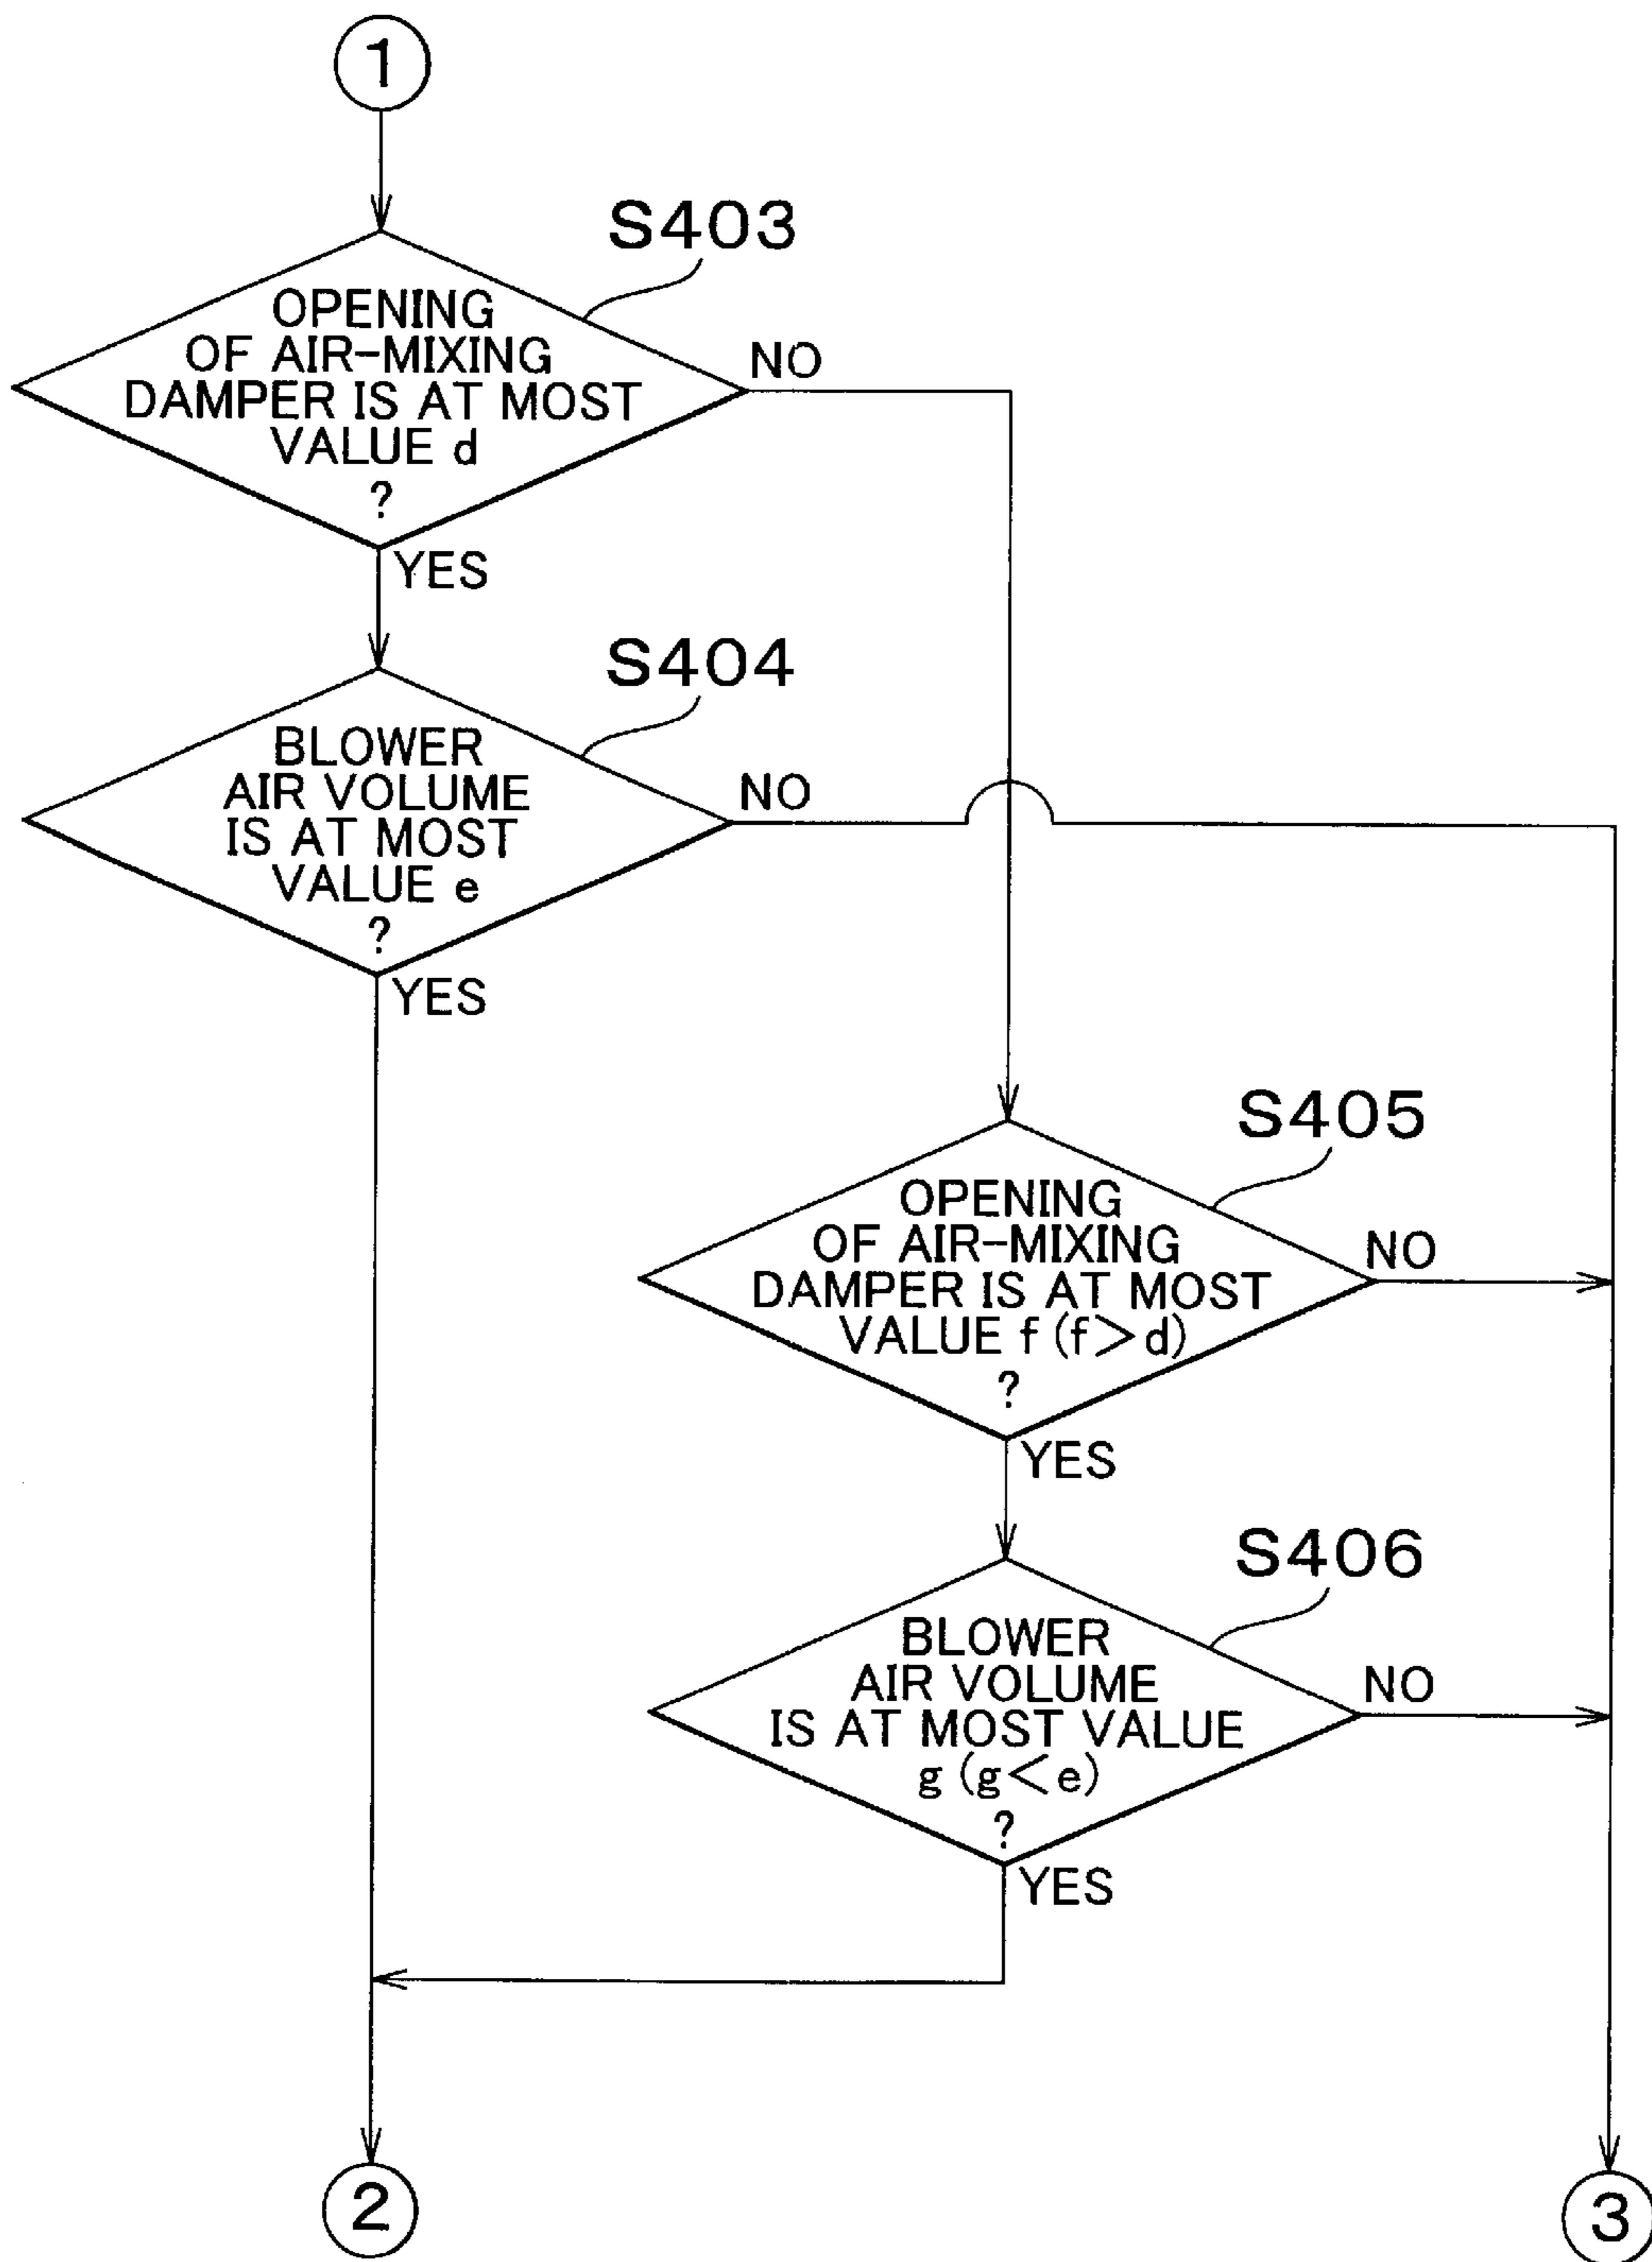 1
S403
OPENING
OF AIR-MIXING
DAMPER IS AT MOST
VALUE d
?
NO
YES
S404
BLOWER
AIR VOLUME
IS AT MOST
VALUE e
?
NO
YES
S405
OPENING
OF AIR-MIXING
DAMPER IS AT MOST
VALUE f (f>d)
?
NO
YES
S406
BLOWER
AIR VOLUME
IS AT MOST VALUE
g (g<e)
?
NO
YES
2
3